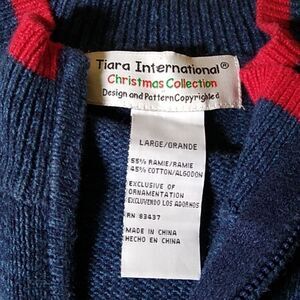 Tiara International®
Christmas Collection
Design and Pattern Copyrighted
LARGE/GRANDE
55% RAMIE/RAMIE
45% COTTON/ALGODON
EXCLUSIVE OF
ORNAMENTATION
EXCLUYENDO LOS ADORNOS
RN 83437
MADE IN CHINA
HECHO EN CHINA